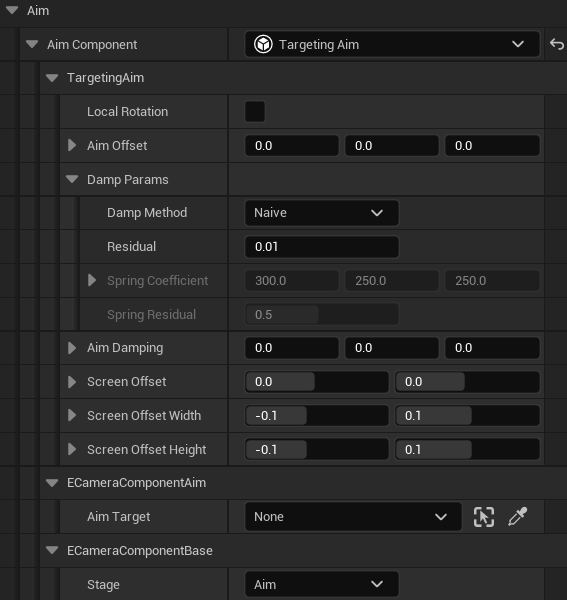 Aim
Aim Component Targeting Aim
TargetingAim
Local Rotation
Aim Offset 0.0 0.0 0.0
Damp Params
Damp Method Naive
Residual 0.01
Spring Coefficient 300.0 250.0 250.0
Spring Residual 0.5
Aim Damping 0.0 0.0 0.0
Screen Offset 0.0 0.0
Screen Offset Width -0.1 0.1
Screen Offset Height -0.1 0.1
ECameraComponentAim
Aim Target None
ECameraComponentBase
Stage Aim